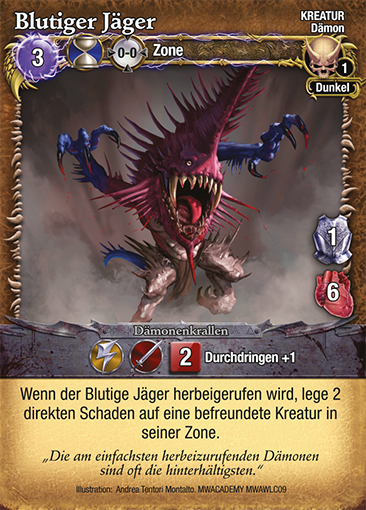 Blutiger Jäger
KREATUR
Dämon
3
0-0
Zone
1
Dunkel
1
6
Dämonenkrallen
2 Durchdringen +1
Wenn der Blutige Jäger herbeigerufen wird, lege 2
direkten Schaden auf eine befreundete Kreatur in
seiner Zone.
„Die am einfachsten herbeizurufenden Dämonen
sind oft die hinterhältigsten.“
Illustration: Andrea Tentori Montalto. MWACADEMY MWAWLC09